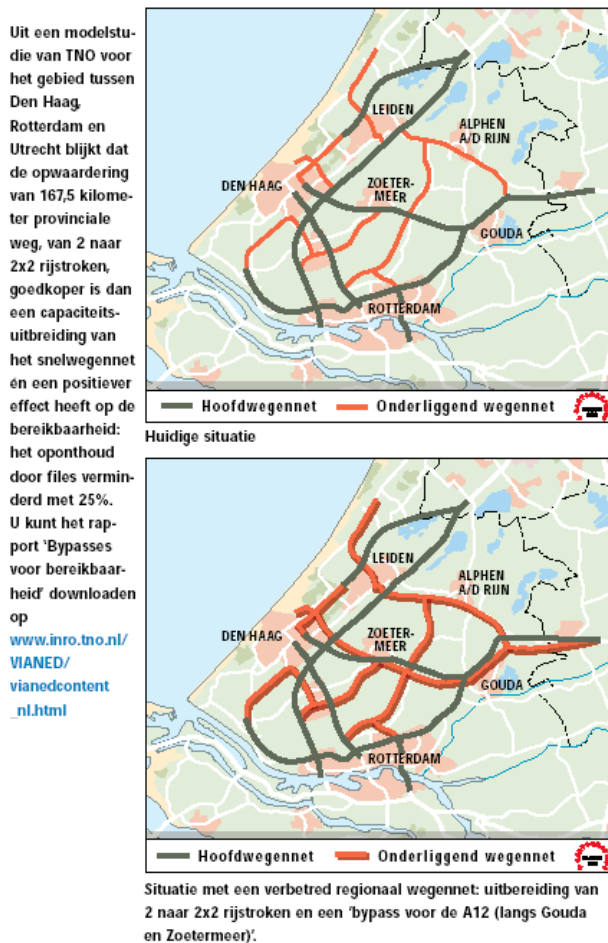 Uit een modelstu-
die van TNO voor
het gebied tussen
Den Haag,
Rotterdam en
Utrecht blijkt dat
de opwaardering
van 167,5 kilome-
ter provinciale
weg, van 2 naar
2x2 rijstroken,
goedkoper is dan
een capaciteits-
uitbreiding van
het snelwegennet
én een positiever
effect heeft op de
bereikbaarheid:
het oponthoud
door files vermin-
derd met 25%.
U kunt het rap-
port ‘Bypasses
voor bereikbaar-
heid’ downloaden
op
www.inro.tno.nl/
VIANED/
vianedcontent
_nl.html
LEIDEN
ALPHEN
A/D RIJN
DEN HAAG
ZOETER-
MEER
GOUDA
ROTTERDAM
Hoofdwegennet
Onderliggend wegennet
Huidige situatie
LEIDEN
ALPHEN
A/D RIJN
DEN HAAG
ZOETER-
MEER
GOUDA
ROTTERDAM
Hoofdwegennet
Onderliggend wegennet
Situatie met een verbetred regionaal wegennet: uitbereiding van
2 naar 2x2 rijstroken en een ‘bypass voor de A12 (langs Gouda
en Zoetermeer)’.